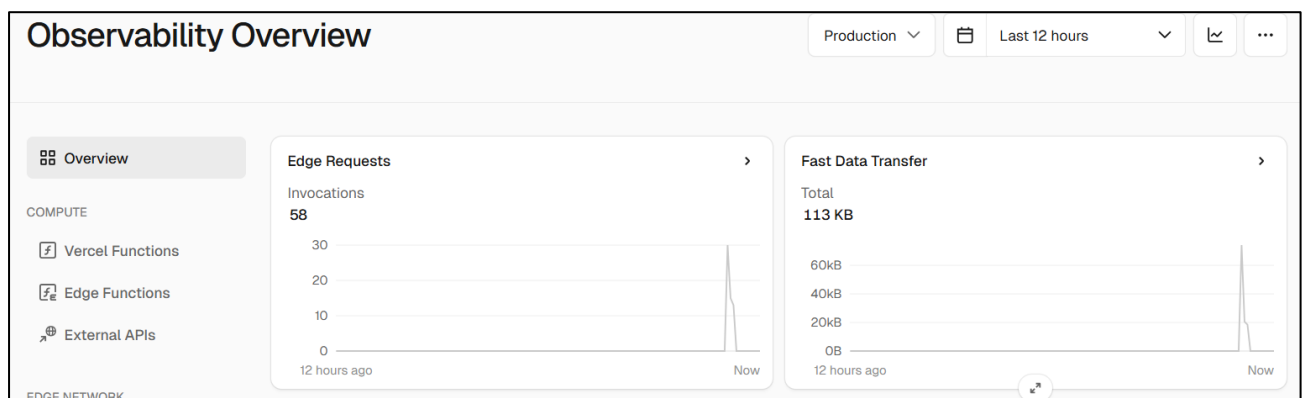 Observability Overview
Production
Last 12 hours
Overview
COMPUTE
Vercel Functions
Edge Functions
External APIs
EDGE NETWORK
Edge Requests
Invocations
58
30
20
10
0
12 hours ago
Now
Fast Data Transfer
Total
113 KB
60kB
40kB
20kB
0B
12 hours ago
Now